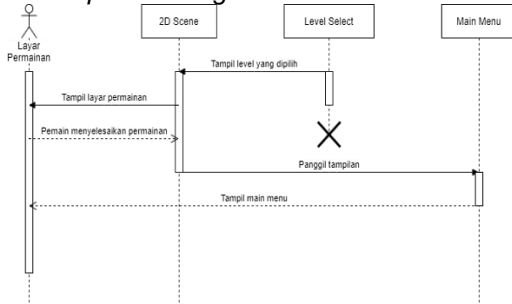 2D Scene
Level Select
Main Menu
Layar
Permainan
Tampil level yang dipilih
Tampil layar permainan
Pemain menyelesaikan permainan
Panggil tampilan
Tampil main menu